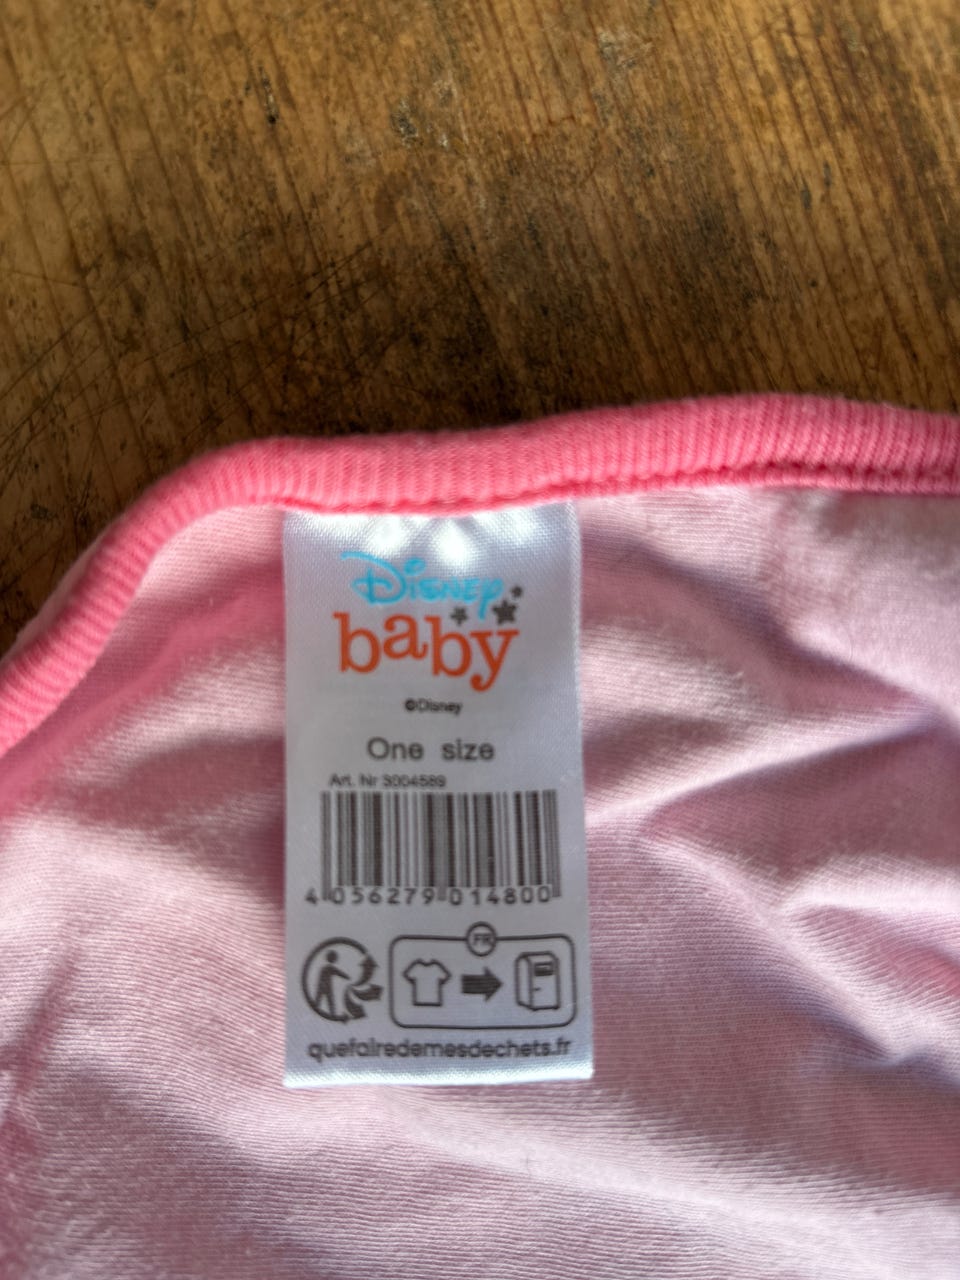 Disney
baby
©Disney
One size
Art. Nr 3004589
4 056279 014800
FR
quefairedemesdechets.fr